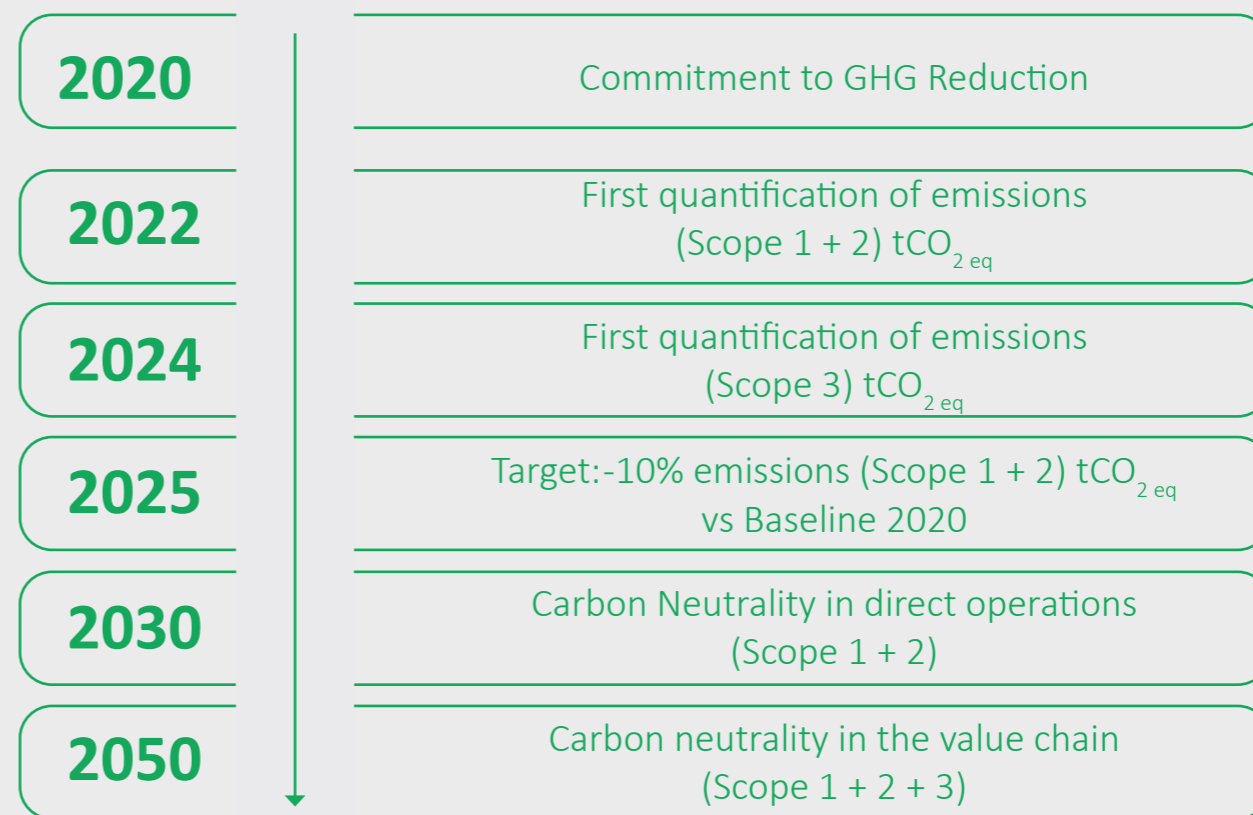 2020
Commitment to GHG Reduction
2022
First quantification of emissions
(Scope 1 + 2) tCO₂ eq
2024
First quantification of emissions
(Scope 3) tCO₂ eq
2025
Target:-10% emissions (Scope 1 + 2) tCO₂ eq
vs Baseline 2020
2030
Carbon Neutrality in direct operations
(Scope 1 + 2)
2050
Carbon neutrality in the value chain
(Scope 1 + 2 + 3)